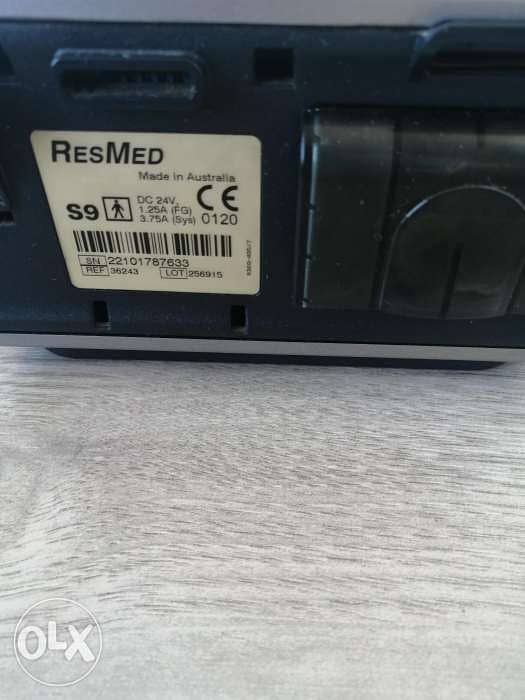 RESMED
Made in Australia
S9
DC 24V
1.25A (FG)
3.75A (Sys)
CE
0120
SN 22101787633
REF 36243 LOT 256915
OLX